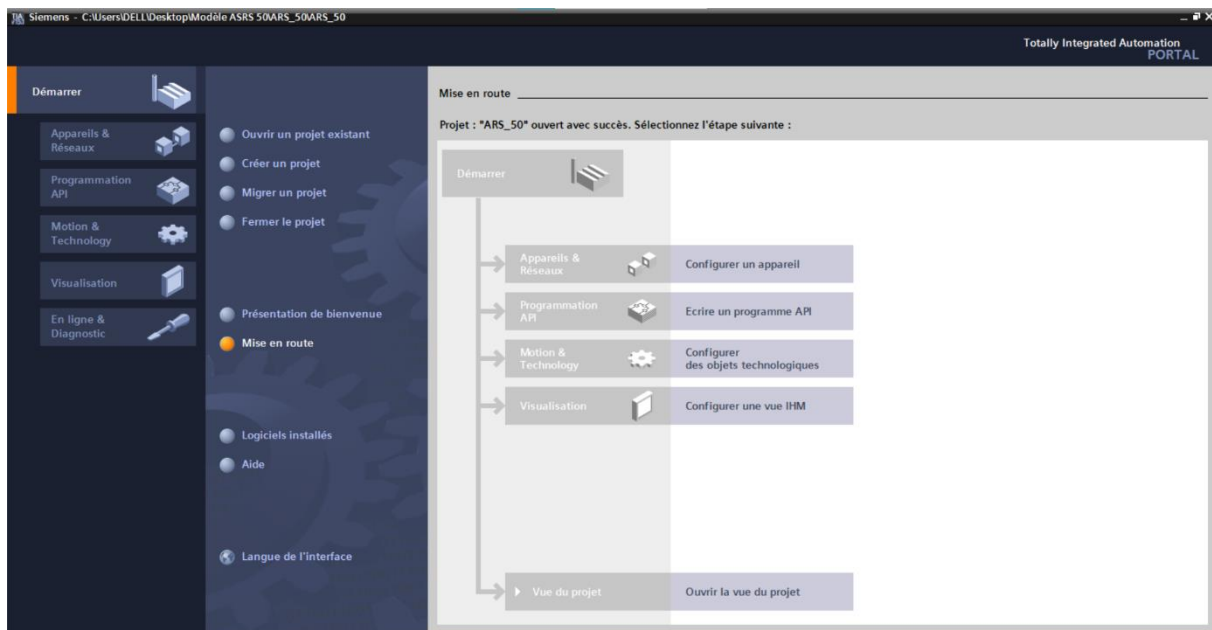 Siemens - C:\Users\DELL\Desktop\Modèle ASRS 50\ARS_50\ARS_50
Totally Integrated Automation
PORTAL
Démarrer
Appareils &
Réseaux
Programmation
API
Motion &
Technology
Visualisation
En ligne &
Diagnostic
Ouvrir un projet existant
Créer un projet
Migrer un projet
Fermer le projet
Présentation de bienvenue
Mise en route
Logiciels installés
Aide
Langue de l'interface
Mise en route
Projet : "ARS_50" ouvert avec succès. Sélectionnez l'étape suivante :
Démarrer
Appareils &
Réseaux
Configurer un appareil
Programmation
API
Ecrire un programme API
Motion &
Technology
Configurer
des objets technologiques
Visualisation
Configurer une vue IHM
Vue du projet
Ouvrir la vue du projet